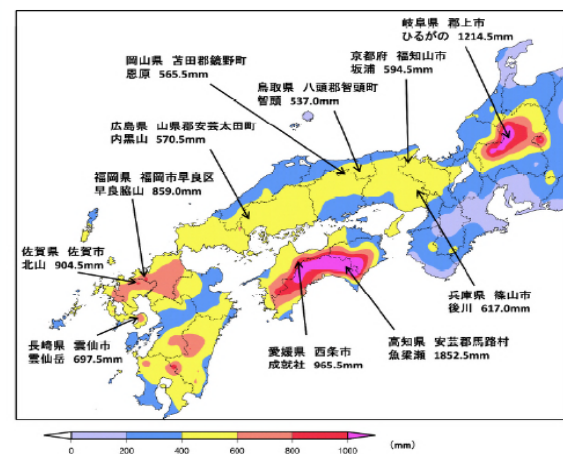 岐阜県 郡上市
ひるがの 1214.5mm
岡山県 苫田郡鏡野町
恩原 565.5mm
京都府 福知山市
坂浦 594.5mm
鳥取県 八頭郡智頭町
智頭 537.0mm
広島県 山県郡安芸太田町
内黒山 570.5mm
福岡県 福岡市早良区
早良脇山 859.0mm
佐賀県 佐賀市
北山 904.5mm
長崎県 雲仙市
雲仙岳 697.5mm
愛媛県 西条市
成就社 965.5mm
高知県 安芸郡馬路村
魚梁瀬 1852.5mm
兵庫県 篠山市
後川 617.0mm
0 200 400 600 800 1000 (mm)